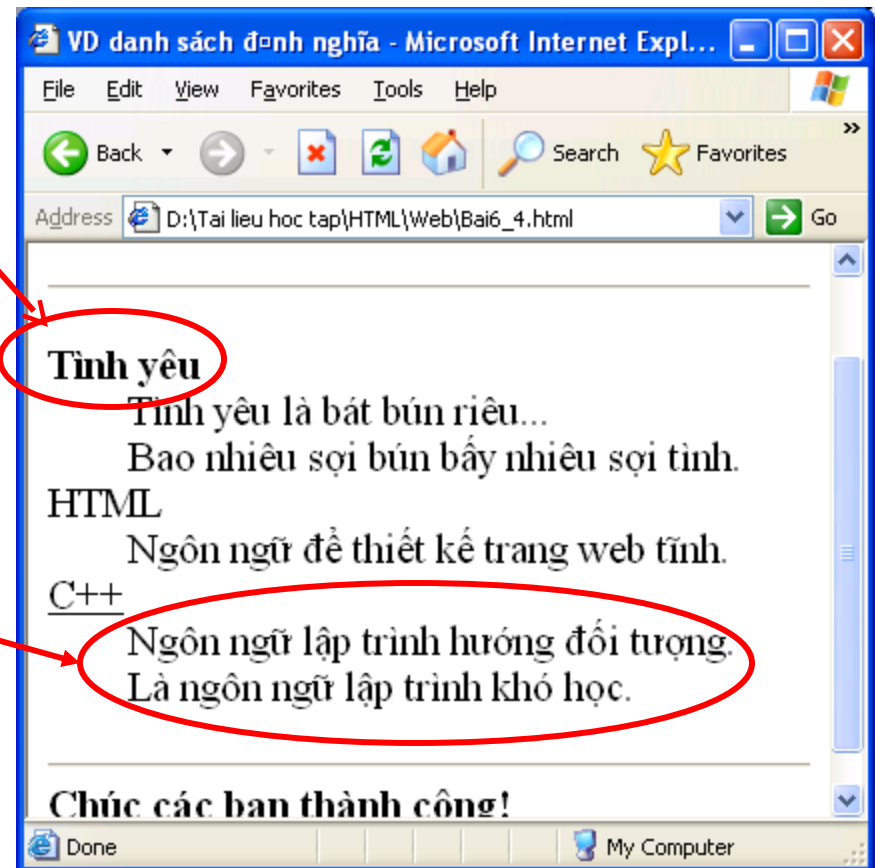 VD danh sách đ¤nh nghĩa - Microsoft Internet Expl...
File Edit View Favorites Tools Help
Back Search Favorites »
Address D:\Tai lieu hoc tap\HTML\Web\Bai6_4.html Go
Tình yêu
Tình yêu là bát bún riêu...
Bao nhiêu sợi bún bấy nhiêu sợi tình.
HTML
Ngôn ngữ để thiết kế trang web tĩnh.
C++
Ngôn ngữ lập trình hướng đối tượng.
Là ngôn ngữ lập trình khó học.
Chúc các bạn thành công!
Done My Computer